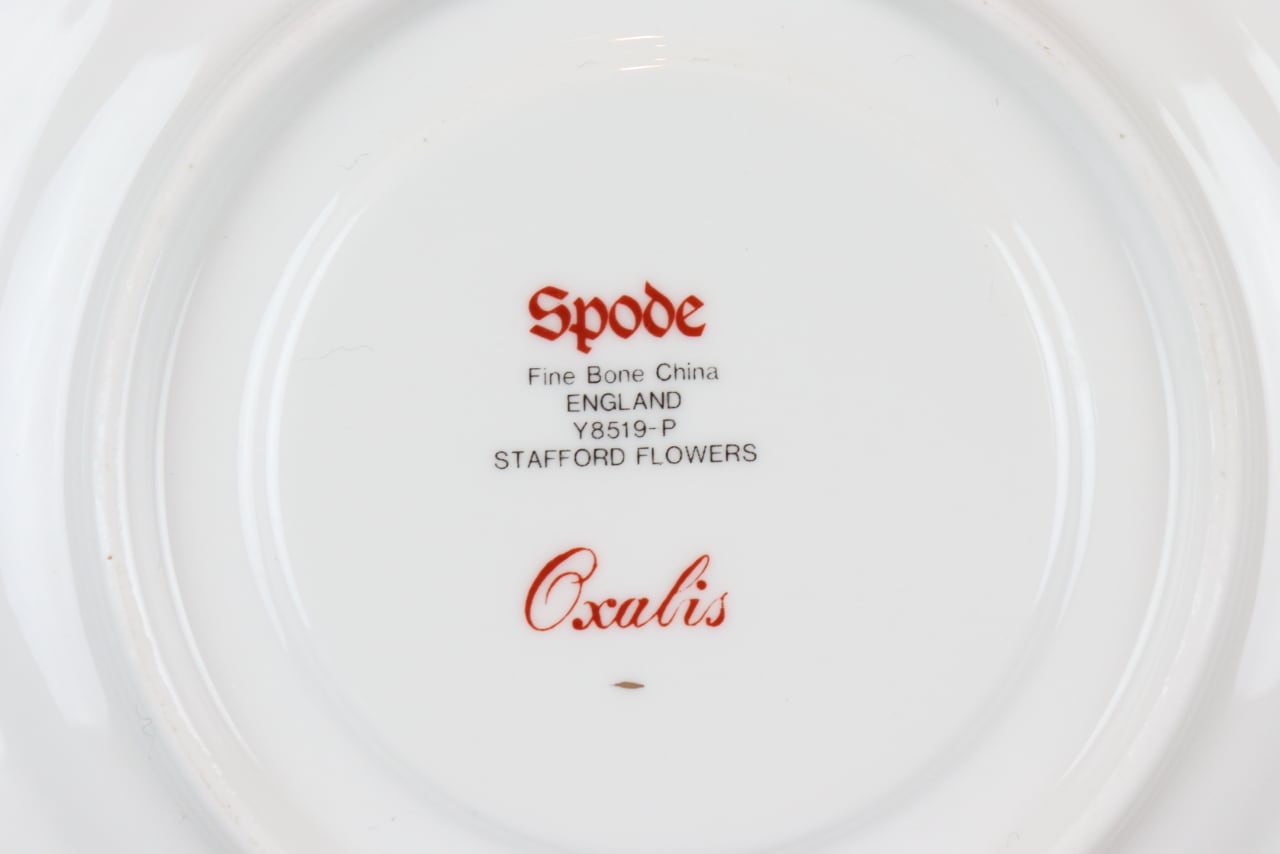 Spode
Fine Bone China
ENGLAND
Y8519-P
STAFFORD FLOWERS
Oxalis